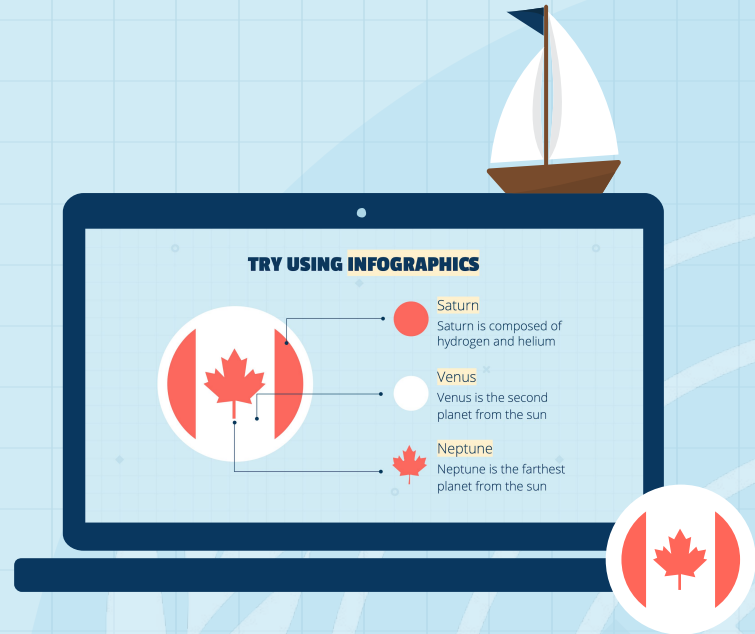 TRY USING INFOGRAPHICS
Saturn
Saturn is composed of
hydrogen and helium
Venus
Venus is the second
planet from the sun
Neptune
Neptune is the farthest
planet from the sun